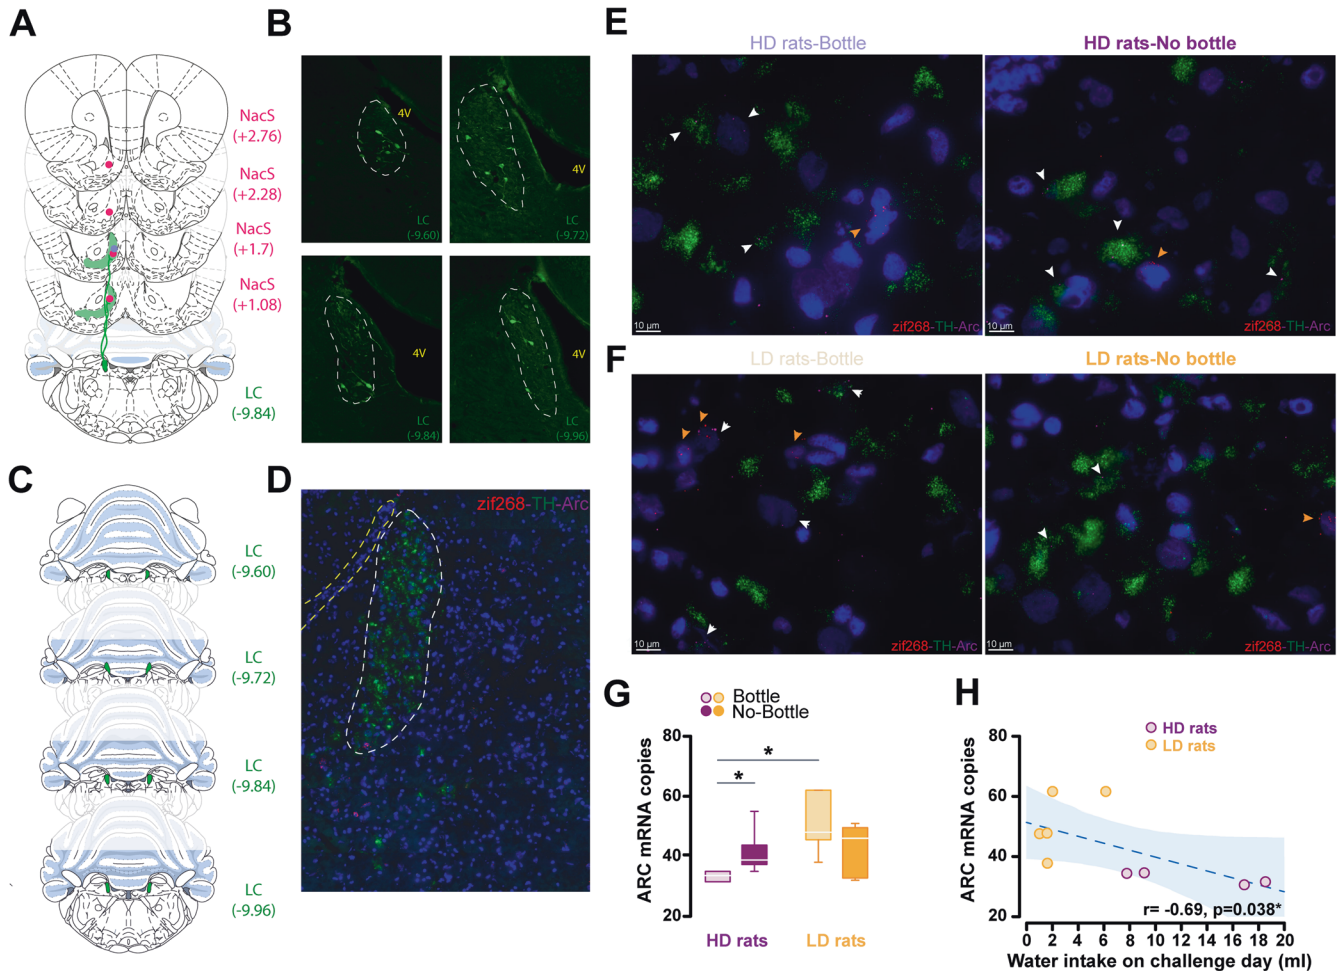 A
NacS
(+2.76)
NacS
(+2.28)
NacS
(+1.7)
NacS
(+1.08)
LC
(-9.84)
B
4V
LC
(-9.60)
4V
LC
(-9.72)
4V
LC
(-9.84)
4V
LC
(-9.96)
C
LC
(-9.60)
LC
(-9.72)
LC
(-9.84)
LC
(-9.96)
D
zif268-TH-Arc
E
HD rats-Bottle
HD rats-No bottle
10 µm
zif268-TH-Arc
10 µm
zif268-TH-Arc
F
LD rats-Bottle
LD rats-No bottle
10 µm
zif268-TH-Arc
10 µm
zif268-TH-Arc
G
Bottle
No-Bottle
ARC mRNA copies
80
60
40
20
*
*
HD rats
LD rats
H
HD rats
LD rats
ARC mRNA copies
80
60
40
20
r= -0.69, p=0.038*
0 2 4 6 8 10 12 14 16 18 20
Water intake on challenge day (ml)